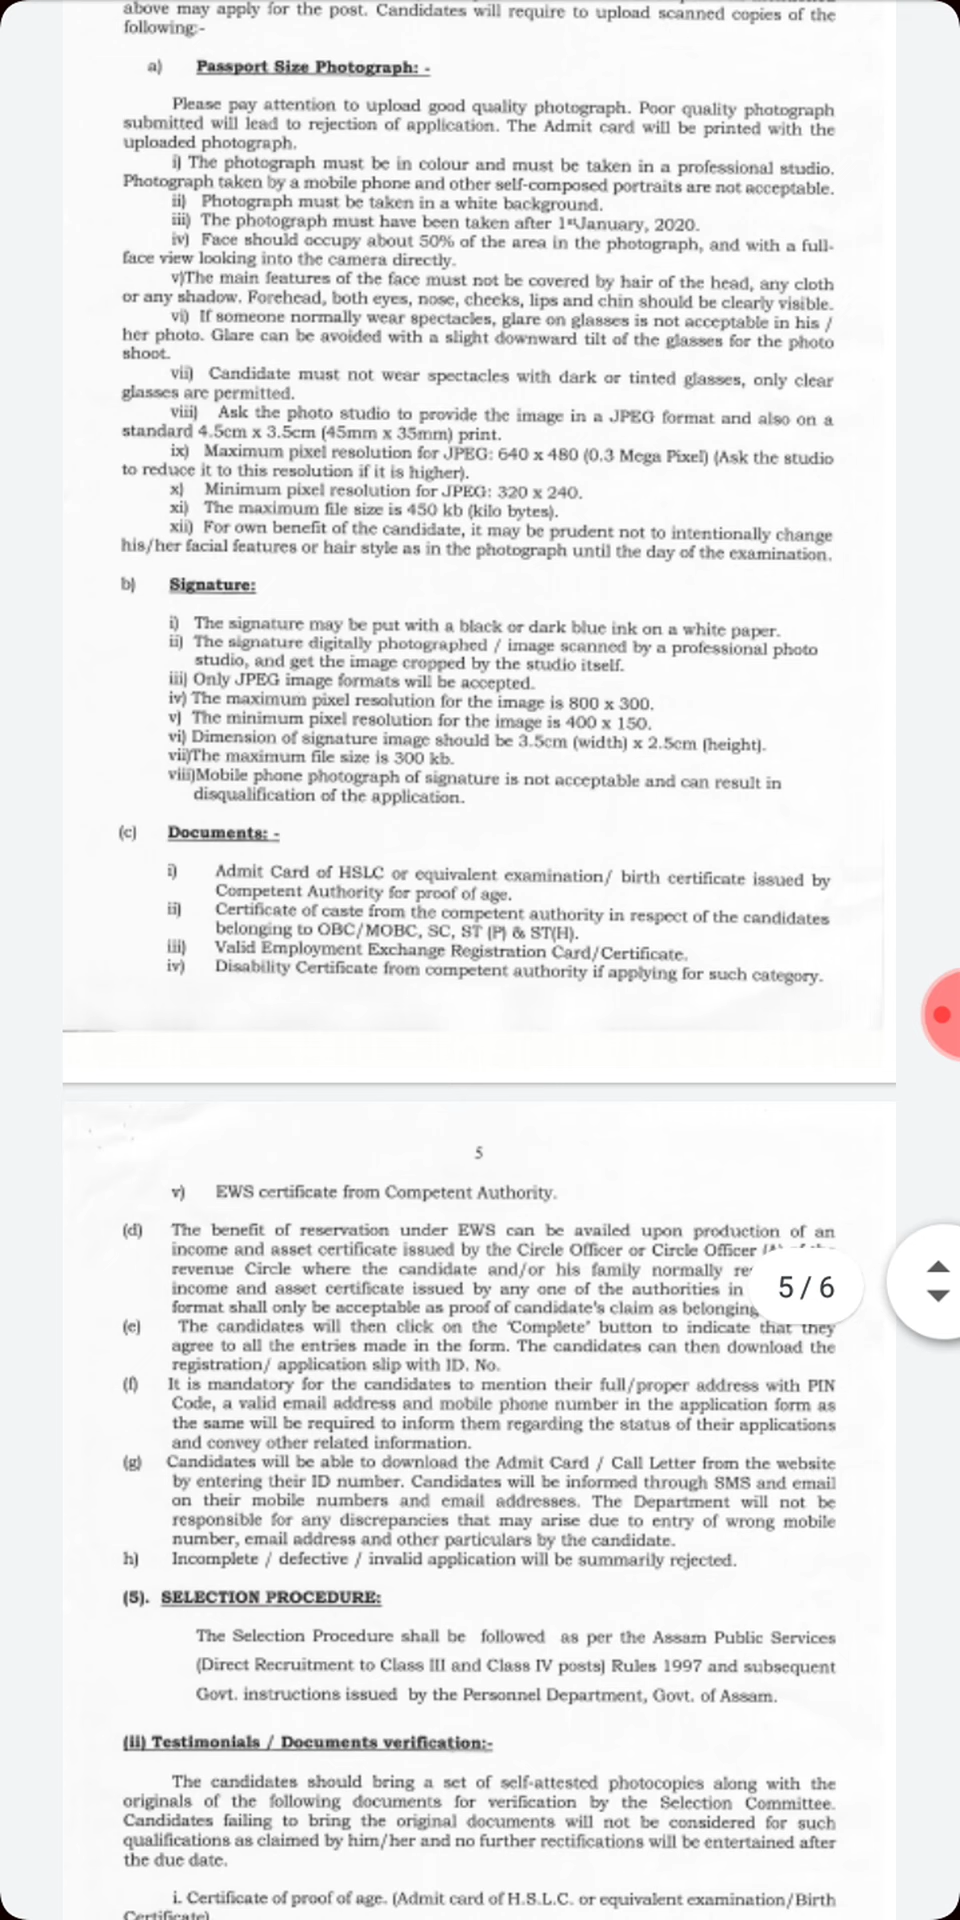 above may apply for the post. Candidates will require to upload scanned copies of the
following:-
a) Passport Size Photograph: -
Please pay attention to upload good quality photograph. Poor quality photograph
submitted will lead to rejection of application. The Admit card will be printed with the
uploaded photograph.
i) The photograph must be in colour and must be taken in a professional studio.
Photograph taken by a mobile phone and other self-composed portraits are not acceptable.
ii) Photograph must be taken in a white background.
iii) The photograph must have been taken after 1st January, 2020.
iv) Face should occupy about 50% of the area in the photograph, and with a full-
face view looking into the camera directly.
v)The main features of the face must not be covered by hair of the head, any cloth
or any shadow. Forehead, both eyes, nose, cheeks, lips and chin should be clearly visible.
vi) If someone normally wear spectacles, glare on glasses is not acceptable in his /
her photo. Glare can be avoided with a slight downward tilt of the glasses for the photo
shoot.
vii) Candidate must not wear spectacles with dark or tinted glasses, only clear
glasses are permitted.
viii) Ask the photo studio to provide the image in a JPEG format and also on a
standard 4.5cm x 3.5cm (45mm x 35mm) print.
ix) Maximum pixel resolution for JPEG: 640 x 480 (0.3 Mega Pixel) (Ask the studio
to reduce it to this resolution if it is higher).
x) Minimum pixel resolution for JPEG: 320 x 240.
xi) The maximum file size is 450 kb (kilo bytes).
xii) For own benefit of the candidate, it may be prudent not to intentionally change
his/her facial features or hair style as in the photograph until the day of the examination.
b) Signature:
i) The signature may be put with a black or dark blue ink on a white paper.
ii) The signature digitally photographed / image scanned by a professional photo
studio, and get the image cropped by the studio itself.
iii) Only JPEG image formats will be accepted.
iv) The maximum pixel resolution for the image is 800 x 300.
v) The minimum pixel resolution for the image is 400 x 150.
vi) Dimension of signature image should be 3.5cm (width) x 2.5cm (height).
vii)The maximum file size is 300 kb.
viii)Mobile phone photograph of signature is not acceptable and can result in
disqualification of the application.
(c) Documents: -
i) Admit Card of HSLC or equivalent examination/ birth certificate issued by
Competent Authority for proof of age.
ii) Certificate of caste from the competent authority in respect of the candidates
belonging to OBC/MOBC, SC, ST (P) & ST(H).
iii) Valid Employment Exchange Registration Card/Certificate.
iv) Disability Certificate from competent authority if applying for such category.
5
v) EWS certificate from Competent Authority.
(d) The benefit of reservation under EWS can be availed upon production of an
income and asset certificate issued by the Circle Officer or Circle Officer
revenue Circle where the candidate and/or his family normally
income and asset certificate issued by any one of the authorities in
format shall only be acceptable as proof of candidate's claim as belonging
5 / 6
(e) The candidates will then click on the 'Complete' button to indicate that they
agree to all the entries made in the form. The candidates can then download the
registration/ application slip with ID. No.
(f) It is mandatory for the candidates to mention their full/proper address with PIN
Code, a valid email address and mobile phone number in the application form as
the same will be required to inform them regarding the status of their applications
and convey other related information.
(g) Candidates will be able to download the Admit Card / Call Letter from the website
by entering their ID number. Candidates will be informed through SMS and email
on their mobile numbers and email addresses. The Department will not be
responsible for any discrepancies that may arise due to entry of wrong mobile
number, email address and other particulars by the candidate.
h) Incomplete / defective / invalid application will be summarily rejected.
(5). SELECTION PROCEDURE:
The Selection Procedure shall be followed as per the Assam Public Services
(Direct Recruitment to Class III and Class IV posts) Rules 1997 and subsequent
Govt. instructions issued by the Personnel Department, Govt. of Assam.
(ii) Testimonials / Documents verification:-
The candidates should bring a set of self-attested photocopies along with the
originals of the following documents for verification by the Selection Committee.
Candidates failing to bring the original documents will not be considered for such
qualifications as claimed by him/her and no further rectifications will be entertained after
the due date.
i. Certificate of proof of age. (Admit card of H.S.L.C. or equivalent examination/Birth
Certificate)